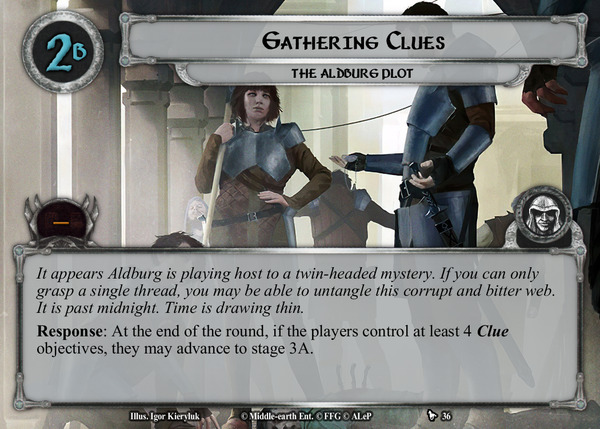 2B
GATHERING CLUES
THE ALDBURG PLOT
–
It appears Aldburg is playing host to a twin-headed mystery. If you can only
grasp a single thread, you may be able to untangle this corrupt and bitter web.
It is past midnight. Time is drawing thin.
Response: At the end of the round, if the players control at least 4 Clue
objectives, they may advance to stage 3A.
Illus. Igor Kieryluk © Middle-earth Ent. © FFG © ALeP 36